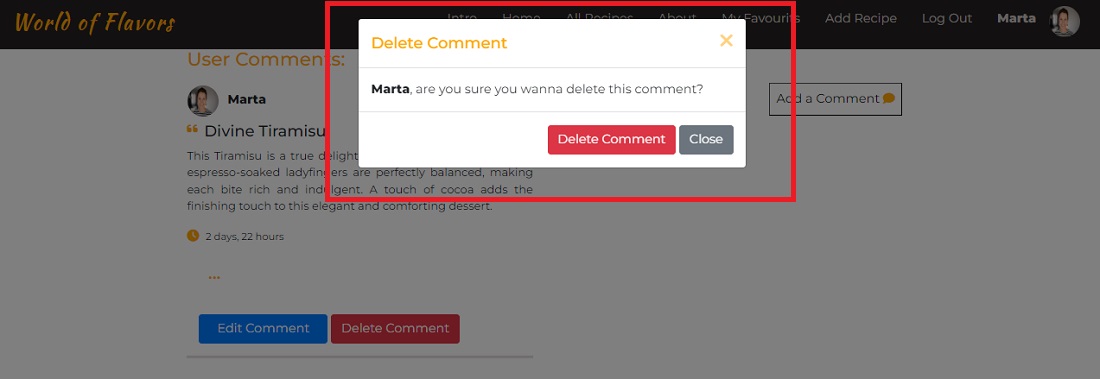 World of Flavors
Intro Home All Recipes About My Favourits Add Recipe Log Out Marta
Delete Comment
Marta, are you sure you wanna delete this comment?
Delete Comment Close
User Comments:
Add a Comment
Marta
Divine Tiramisu
This Tiramisu is a true delight
espresso-soaked ladyfingers are perfectly balanced, making
each bite rich and indulgent. A touch of cocoa adds the
finishing touch to this elegant and comforting dessert.
2 days, 22 hours
...
Edit Comment Delete Comment